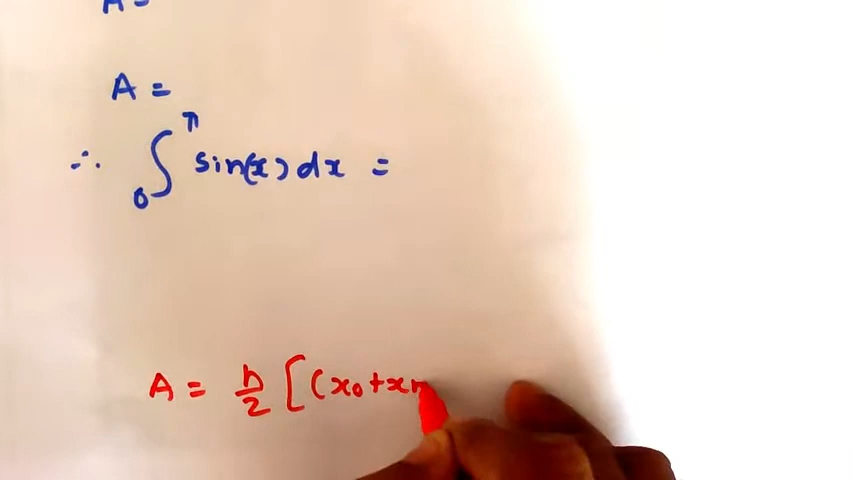 A =
A =
∴ ∫₀^π sin(x) dx =
A = h/2 [(x₀ + xn